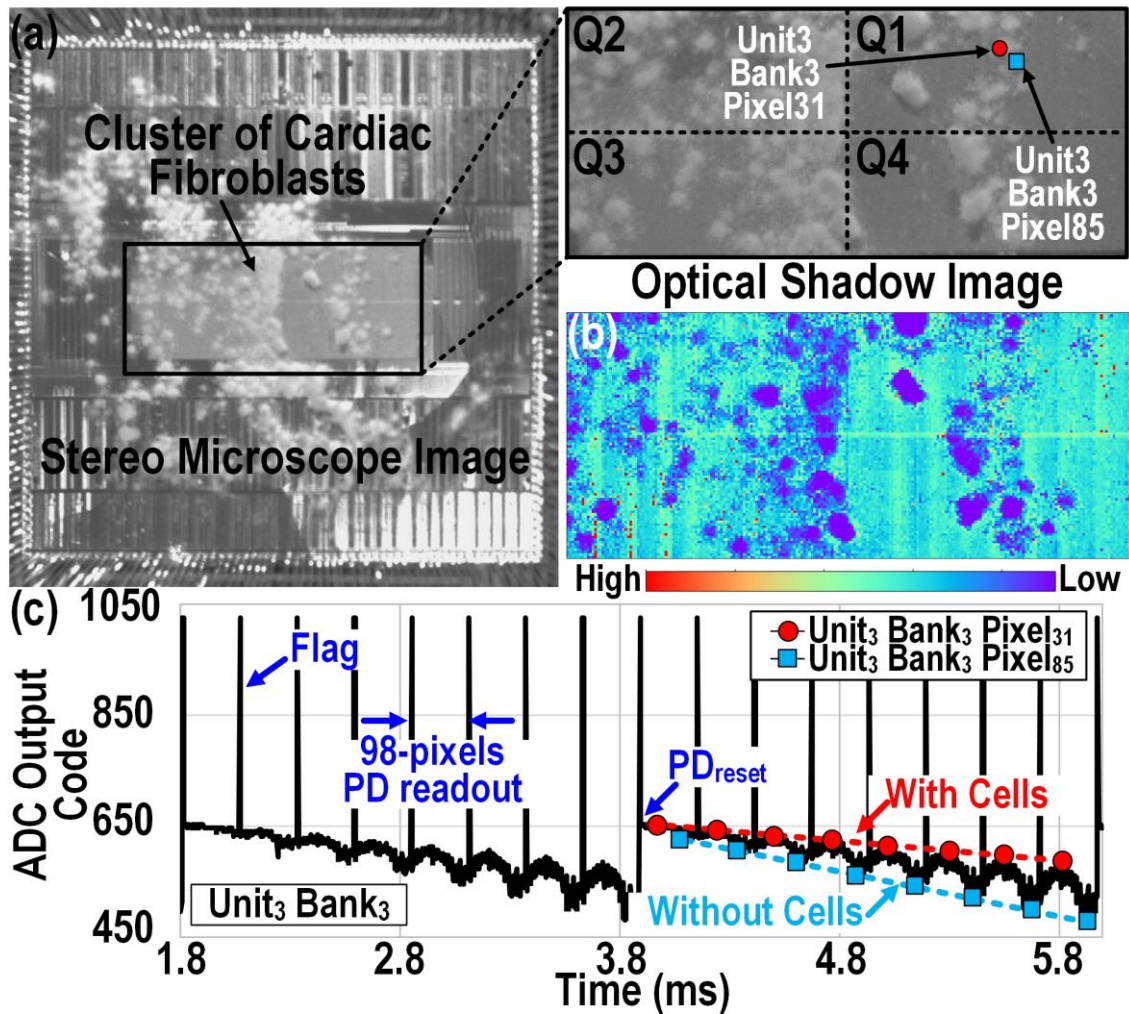 (a)
Cluster of Cardiac
Fibroblasts
Stereo Microscope Image
Q2
Q1
Unit3
Bank3
Pixel31
Q3
Q4
Unit3
Bank3
Pixel85
Optical Shadow Image
(b)
High
Low
(c)
ADC Output
Code
1050
850
650
450
Flag
98-pixels
PD readout
PDreset
With Cells
Without Cells
Unit₃ Bank₃ Pixel₃₁
Unit₃ Bank₃ Pixel₈₅
Unit₃ Bank₃
1.8
2.8
3.8
4.8
5.8
Time (ms)